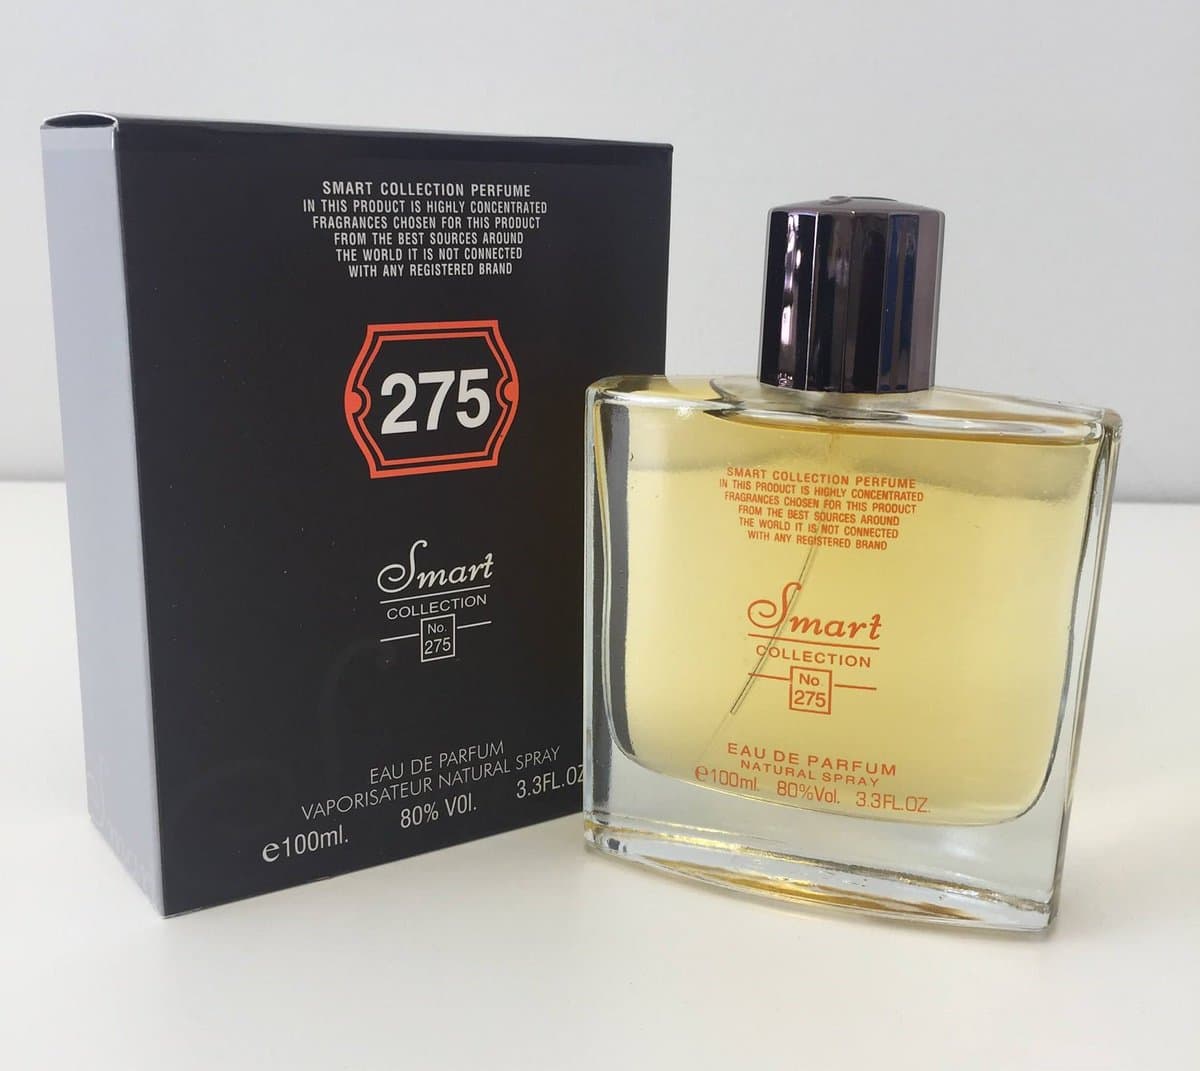 SMART COLLECTION PERFUME
IN THIS PRODUCT IS HIGHLY CONCENTRATED
FRAGRANCES CHOSEN FOR THIS PRODUCT
FROM THE BEST SOURCES AROUND
THE WORLD IT IS NOT CONNECTED
WITH ANY REGISTERED BRAND
275
Smart
COLLECTION
No.
275
EAU DE PARFUM
VAPORISATEUR NATURAL SPRAY
e100ml. 80% Vol. 3.3FL.OZ
SMART COLLECTION PERFUME
IN THIS PRODUCT IS HIGHLY CONCENTRATED
FRAGRANCES CHOSEN FOR THIS PRODUCT
FROM THE BEST SOURCES AROUND
THE WORLD IT IS NOT CONNECTED
WITH ANY REGISTERED BRAND
Smart
COLLECTION
No
275
EAU DE PARFUM
NATURAL SPRAY
e100ml. 80%Vol. 3.3FL.OZ.